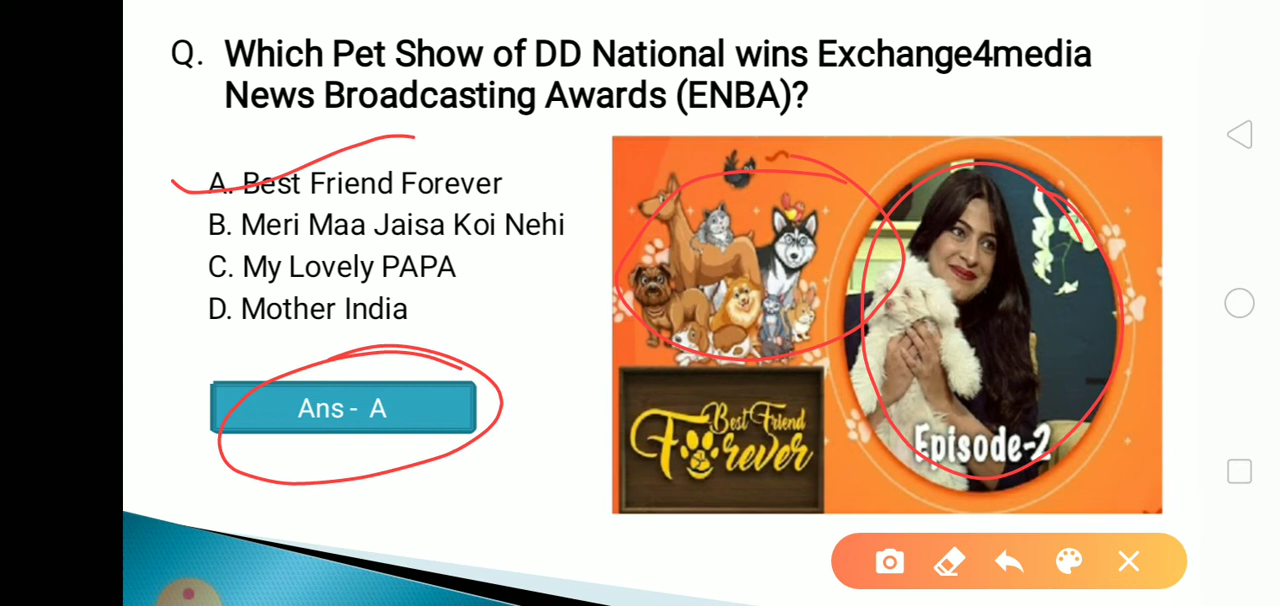 Q. Which Pet Show of DD National wins Exchange4media
News Broadcasting Awards (ENBA)?
A. Best Friend Forever
B. Meri Maa Jaisa Koi Nehi
C. My Lovely PAPA
D. Mother India
Ans - A
Best Friend
Forever
Episode-2